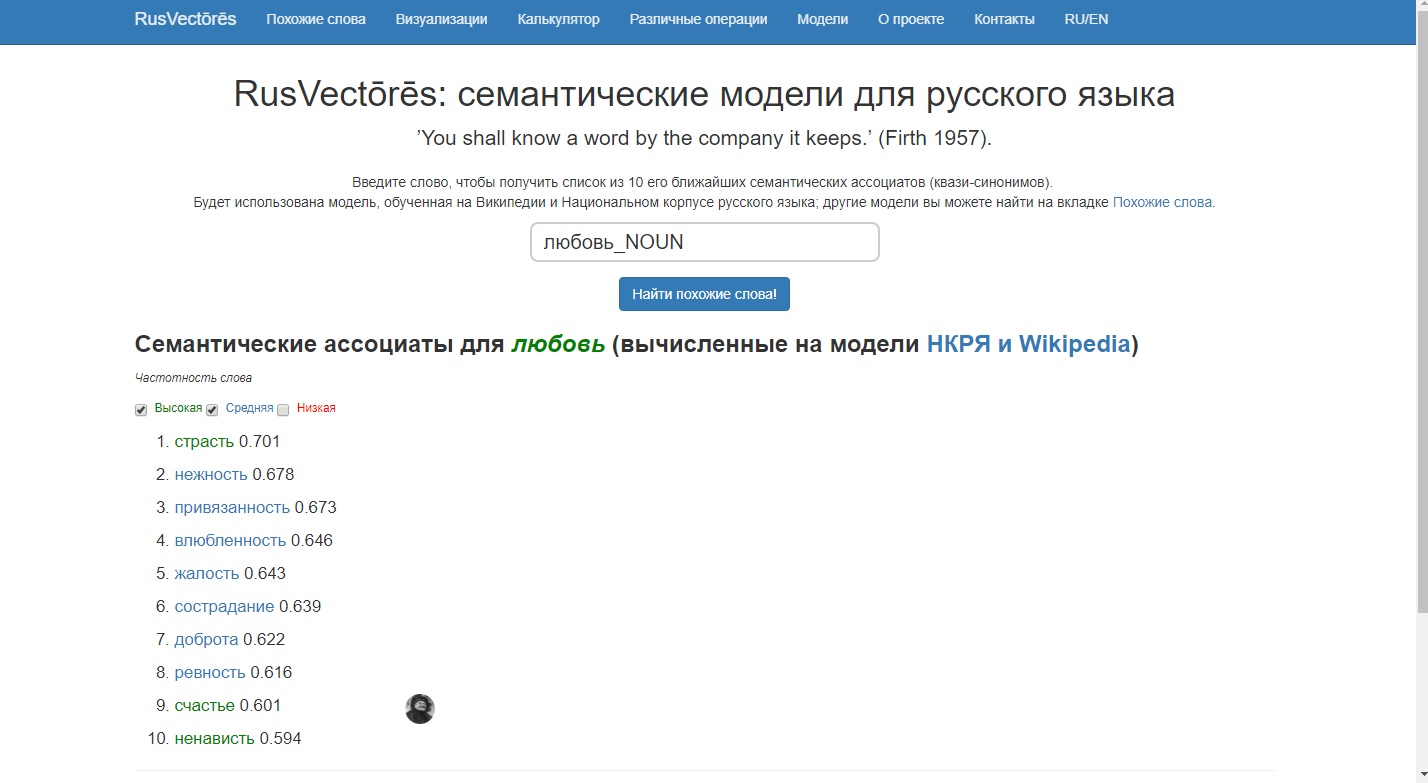 RusVectōrēs Похожие слова Визуализации Калькулятор Различные операции Модели О проекте Контакты RU/EN
RusVectōrēs: семантические модели для русского языка
’You shall know a word by the company it keeps.’ (Firth 1957).
Введите слово, чтобы получить список из 10 его ближайших семантических ассоциатов (квази-синонимов).
Будет использована модель, обученная на Википедии и Национальном корпусе русского языка; другие модели вы можете найти на вкладке Похожие слова.
любовь_NOUN
Найти похожие слова!
Семантические ассоциаты для любовь (вычисленные на модели НКРЯ и Wikipedia)
Частотность слова
Высокая Средняя Низкая
1. страсть 0.701
2. нежность 0.678
3. привязанность 0.673
4. влюбленность 0.646
5. жалость 0.643
6. сострадание 0.639
7. доброта 0.622
8. ревность 0.616
9. счастье 0.601
10. ненависть 0.594